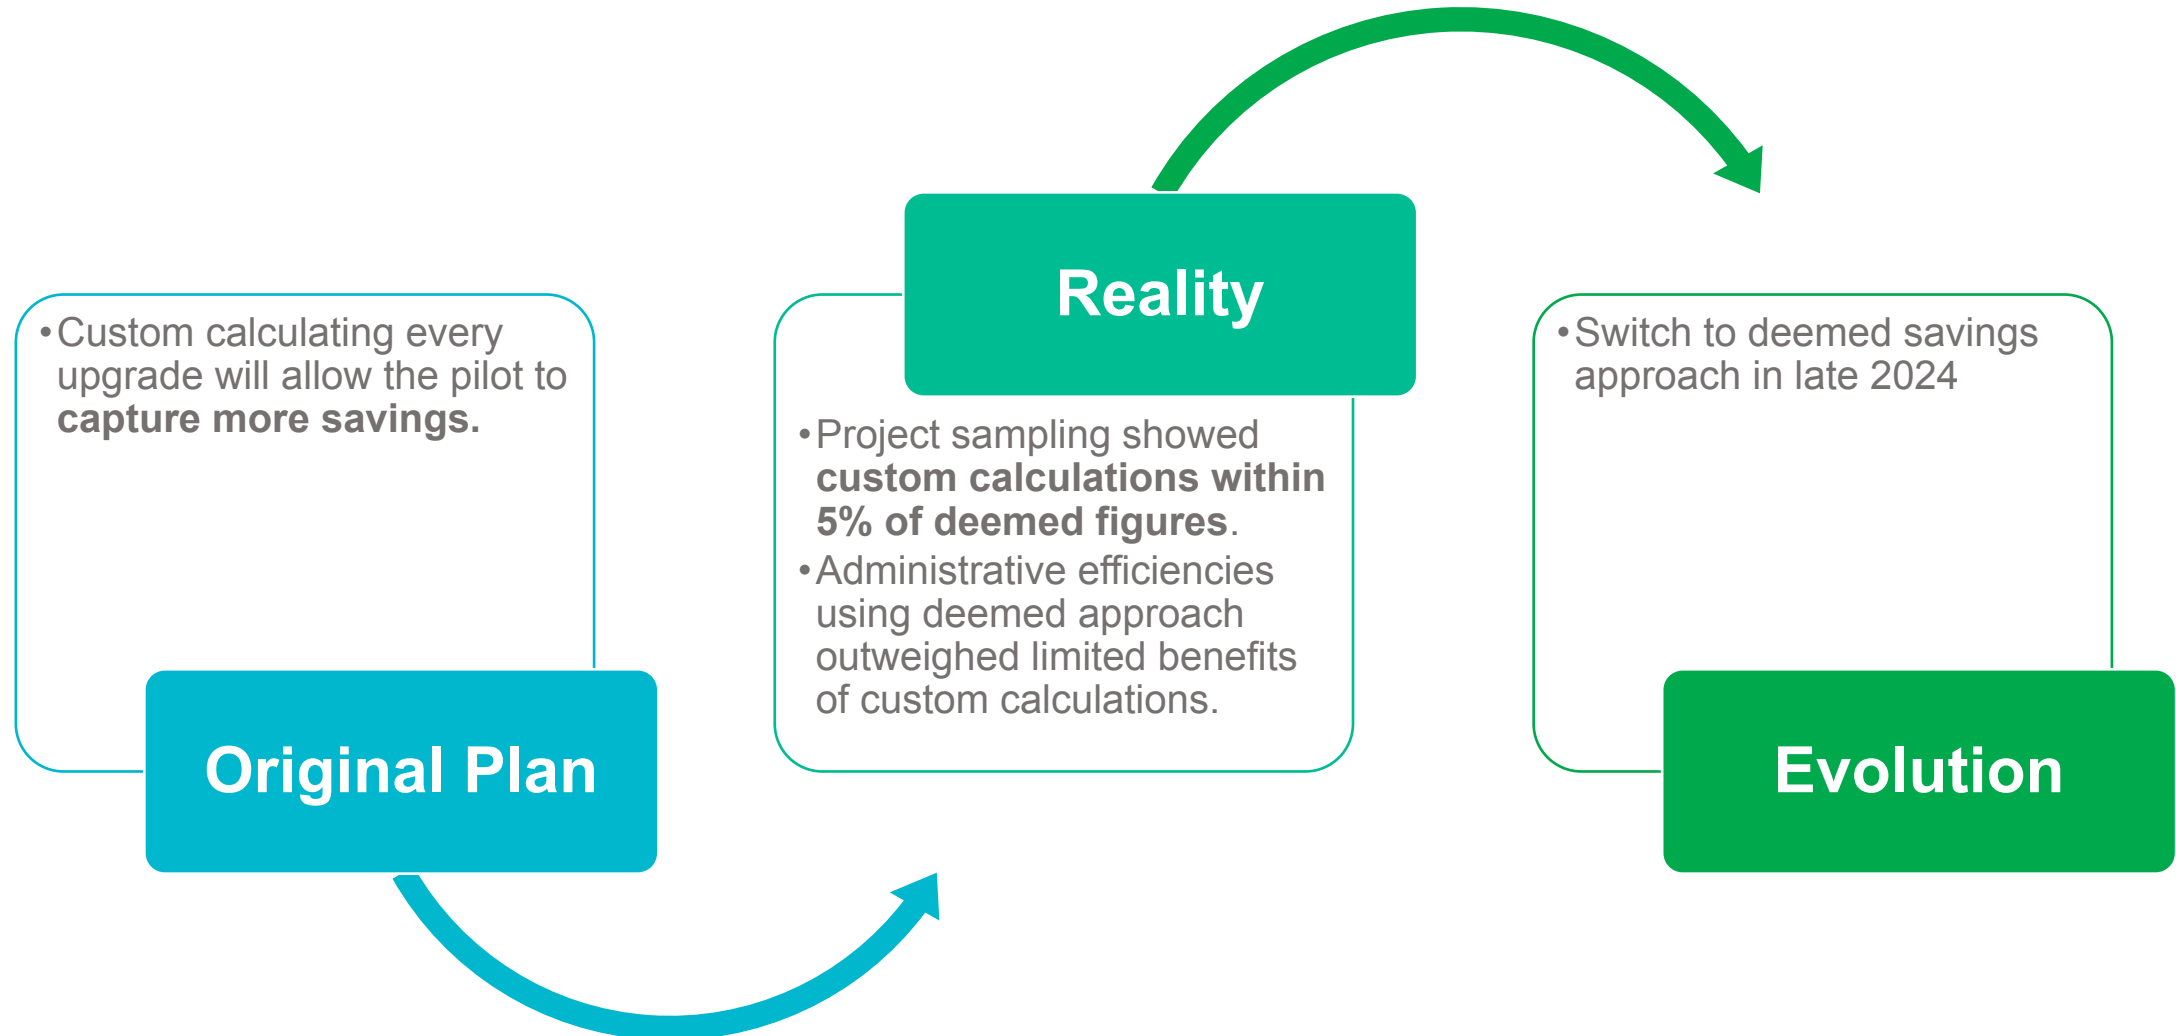 •Custom calculating every
upgrade will allow the pilot to
capture more savings.
Original Plan
Reality
•Project sampling showed
custom calculations within
5% of deemed figures.
•Administrative efficiencies
using deemed approach
outweighed limited benefits
of custom calculations.
•Switch to deemed savings
approach in late 2024
Evolution